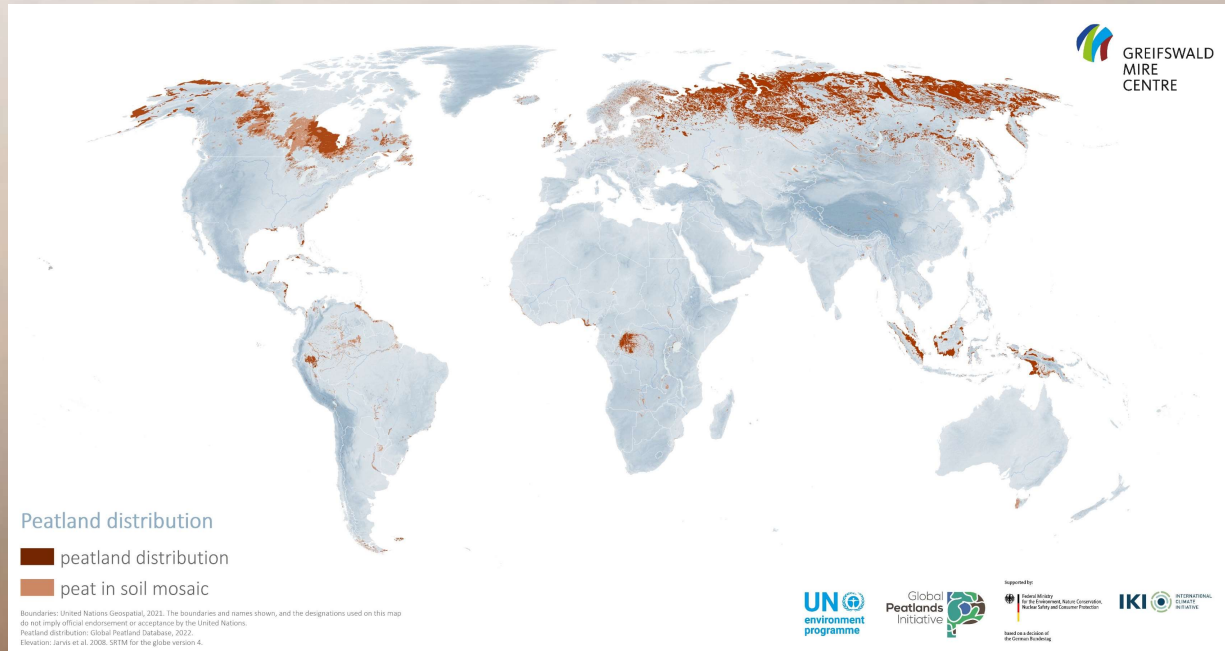 GREIFSWALD
MIRE
CENTRE
Peatland distribution
peatland distribution
peat in soil mosaic
Boundaries: United Nations Geospatial, 2021. The boundaries and names shown, and the designations used on this map
do not imply official endorsement or acceptance by the United Nations.
Peatland distribution: Global Peatland Database, 2022.
Elevation: Jarvis et al. 2008. SRTM for the globe version 4.
UN
environment
programme
Global
Peatlands
Initiative
Supported by:
Federal Ministry
for the Environment, Nature Conservation,
Nuclear Safety and Consumer Protection
based on a decision of
the German Bundestag
IKI
INTERNATIONAL
CLIMATE
INITIATIVE